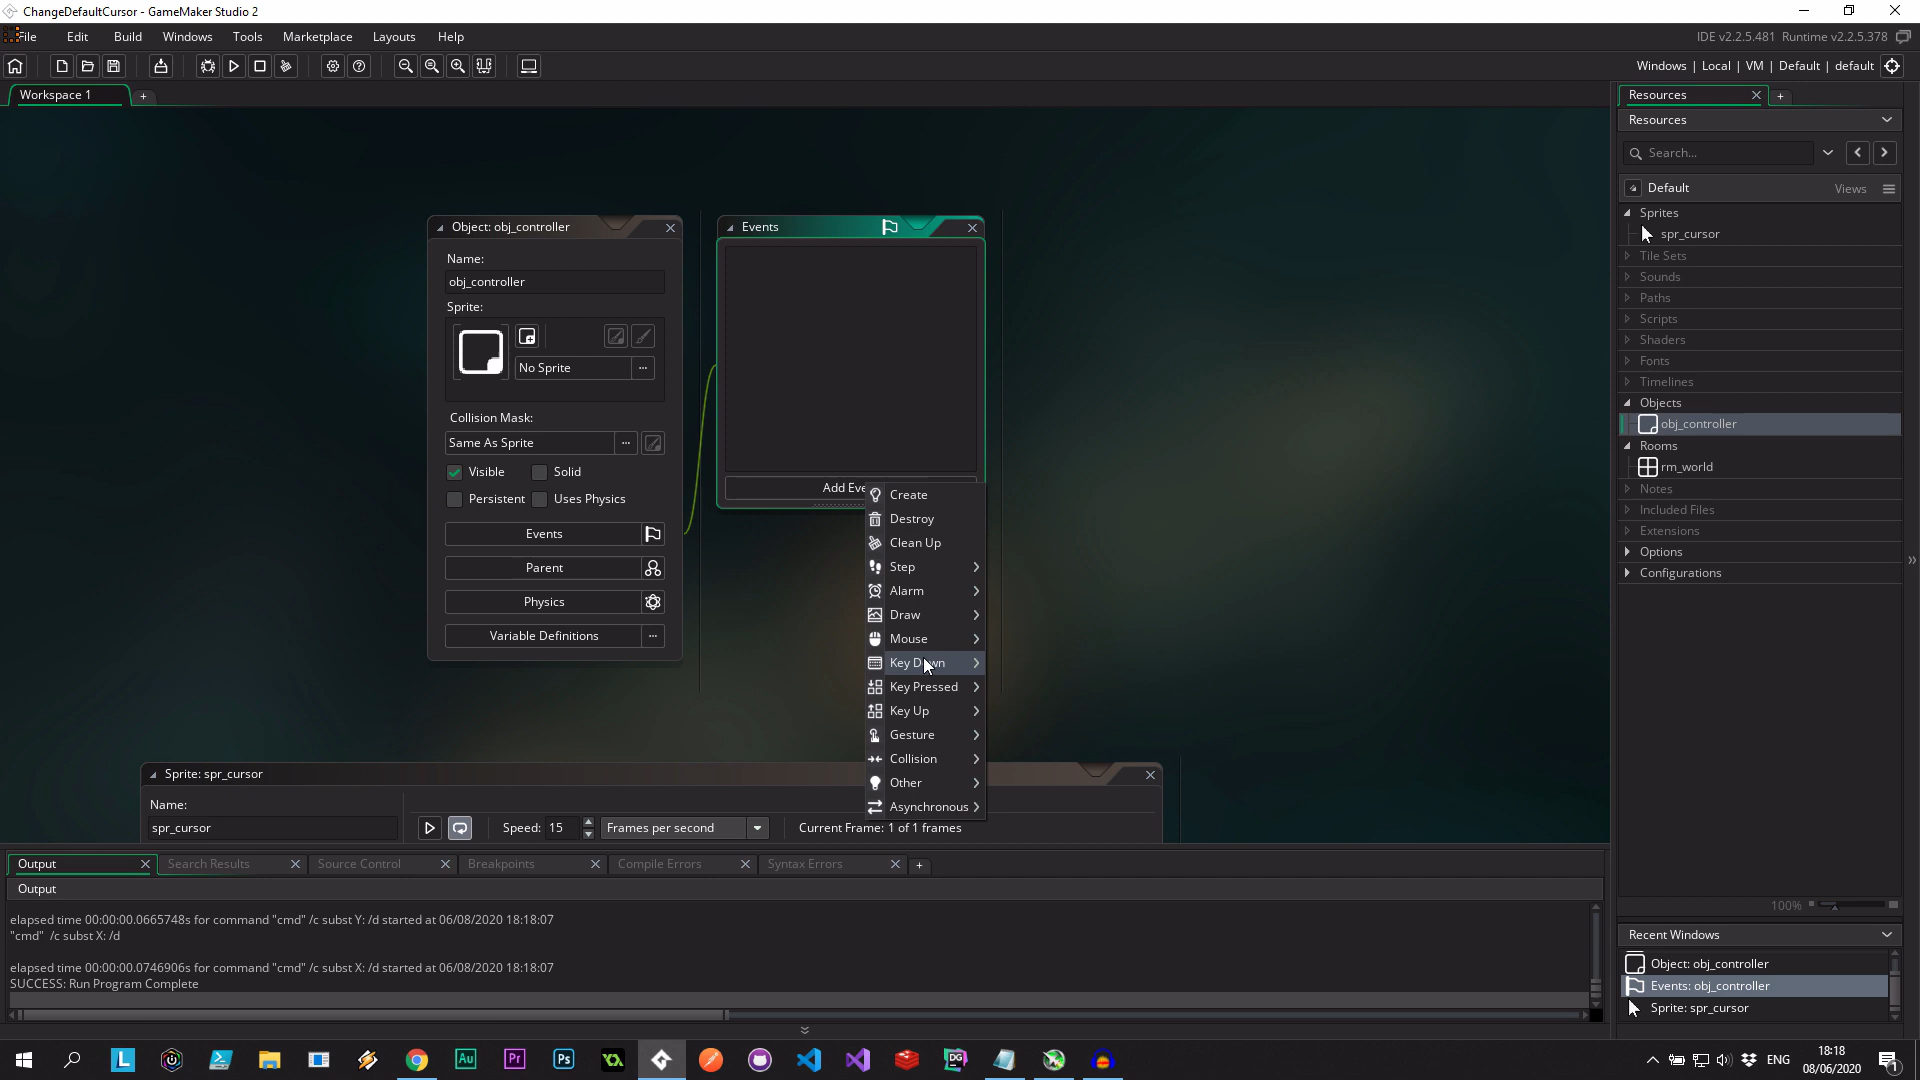 ChangeDefaultCursor - GameMaker Studio 2
File Edit Build Windows Tools Marketplace Layouts Help
IDE v2.2.5.481 Runtime v2.2.5.378
Windows | Local | VM | Default | default
Workspace 1
Resources
Resources
Search...
Default
Views
Sprites
spr_cursor
Tile Sets
Sounds
Paths
Scripts
Shaders
Fonts
Timelines
Objects
obj_controller
Rooms
rm_world
Notes
Included Files
Extensions
Options
Configurations
100%
Recent Windows
Object: obj_controller
Events: obj_controller
Sprite: spr_cursor
Object: obj_controller
Name:
obj_controller
Sprite:
No Sprite
Collision Mask:
Same As Sprite
Visible
Solid
Persistent
Uses Physics
Events
Parent
Physics
Variable Definitions
Events
Add Eve
Create
Destroy
Clean Up
Step
Alarm
Draw
Mouse
Key Down
Key Pressed
Key Up
Gesture
Collision
Other
Asynchronous
Sprite: spr_cursor
Name:
spr_cursor
Speed: 15
Frames per second
Current Frame: 1 of 1 frames
Output
Search Results
Source Control
Breakpoints
Compile Errors
Syntax Errors
Output
elapsed time 00:00:00.0665748s for command "cmd" /c subst Y: /d started at 06/08/2020 18:18:07
"cmd" /c subst X: /d
elapsed time 00:00:00.0746906s for command "cmd" /c subst X: /d started at 06/08/2020 18:18:07
SUCCESS: Run Program Complete
L
Au
Pr
Ps
DG
ENG
18:18
08/06/2020
1